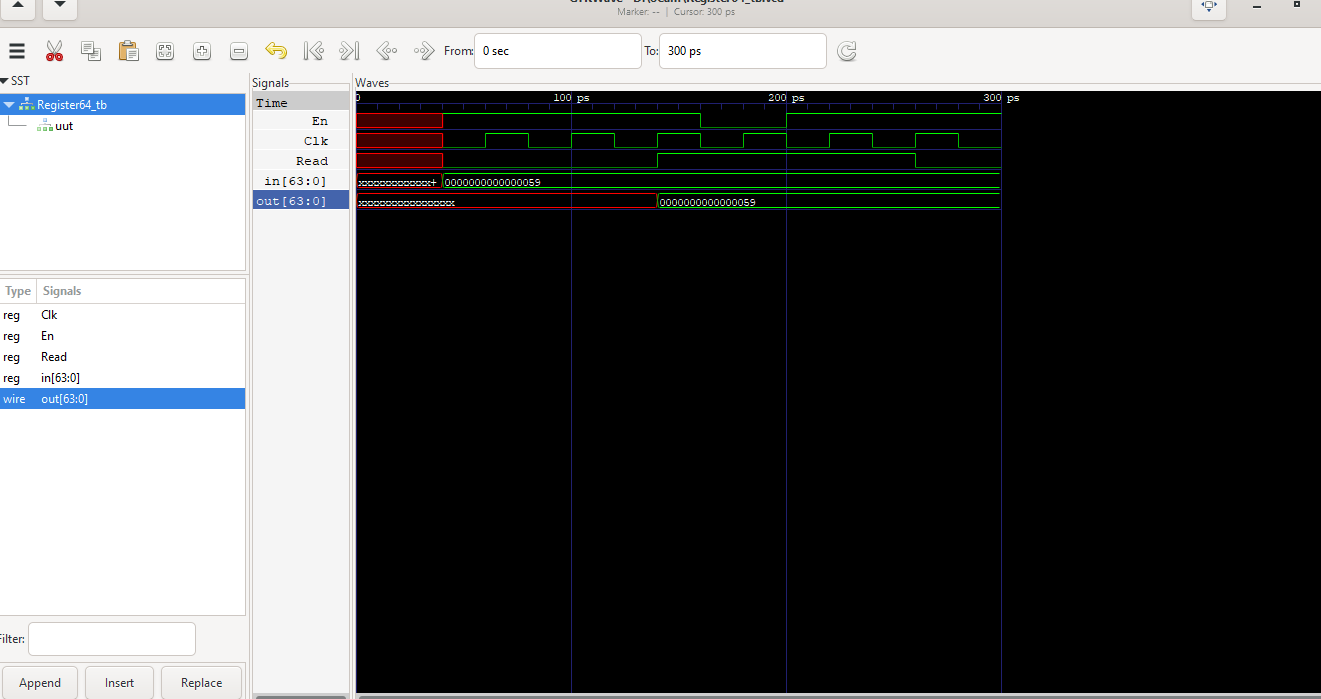 Marker: -- | Cursor: 300 ps
From: 0 sec To: 300 ps
SST
Register64_tb
uut
Type Signals
reg Clk
reg En
reg Read
reg in[63:0]
wire out[63:0]
Filter:
Append Insert Replace
Signals
Time
En
Clk
Read
in[63:0]
out[63:0]
Waves
0 100 ps 200 ps 300 ps
xxxxxxxxxxxx+ 0000000000000059
xxxxxxxxxxxxxxxx 0000000000000059